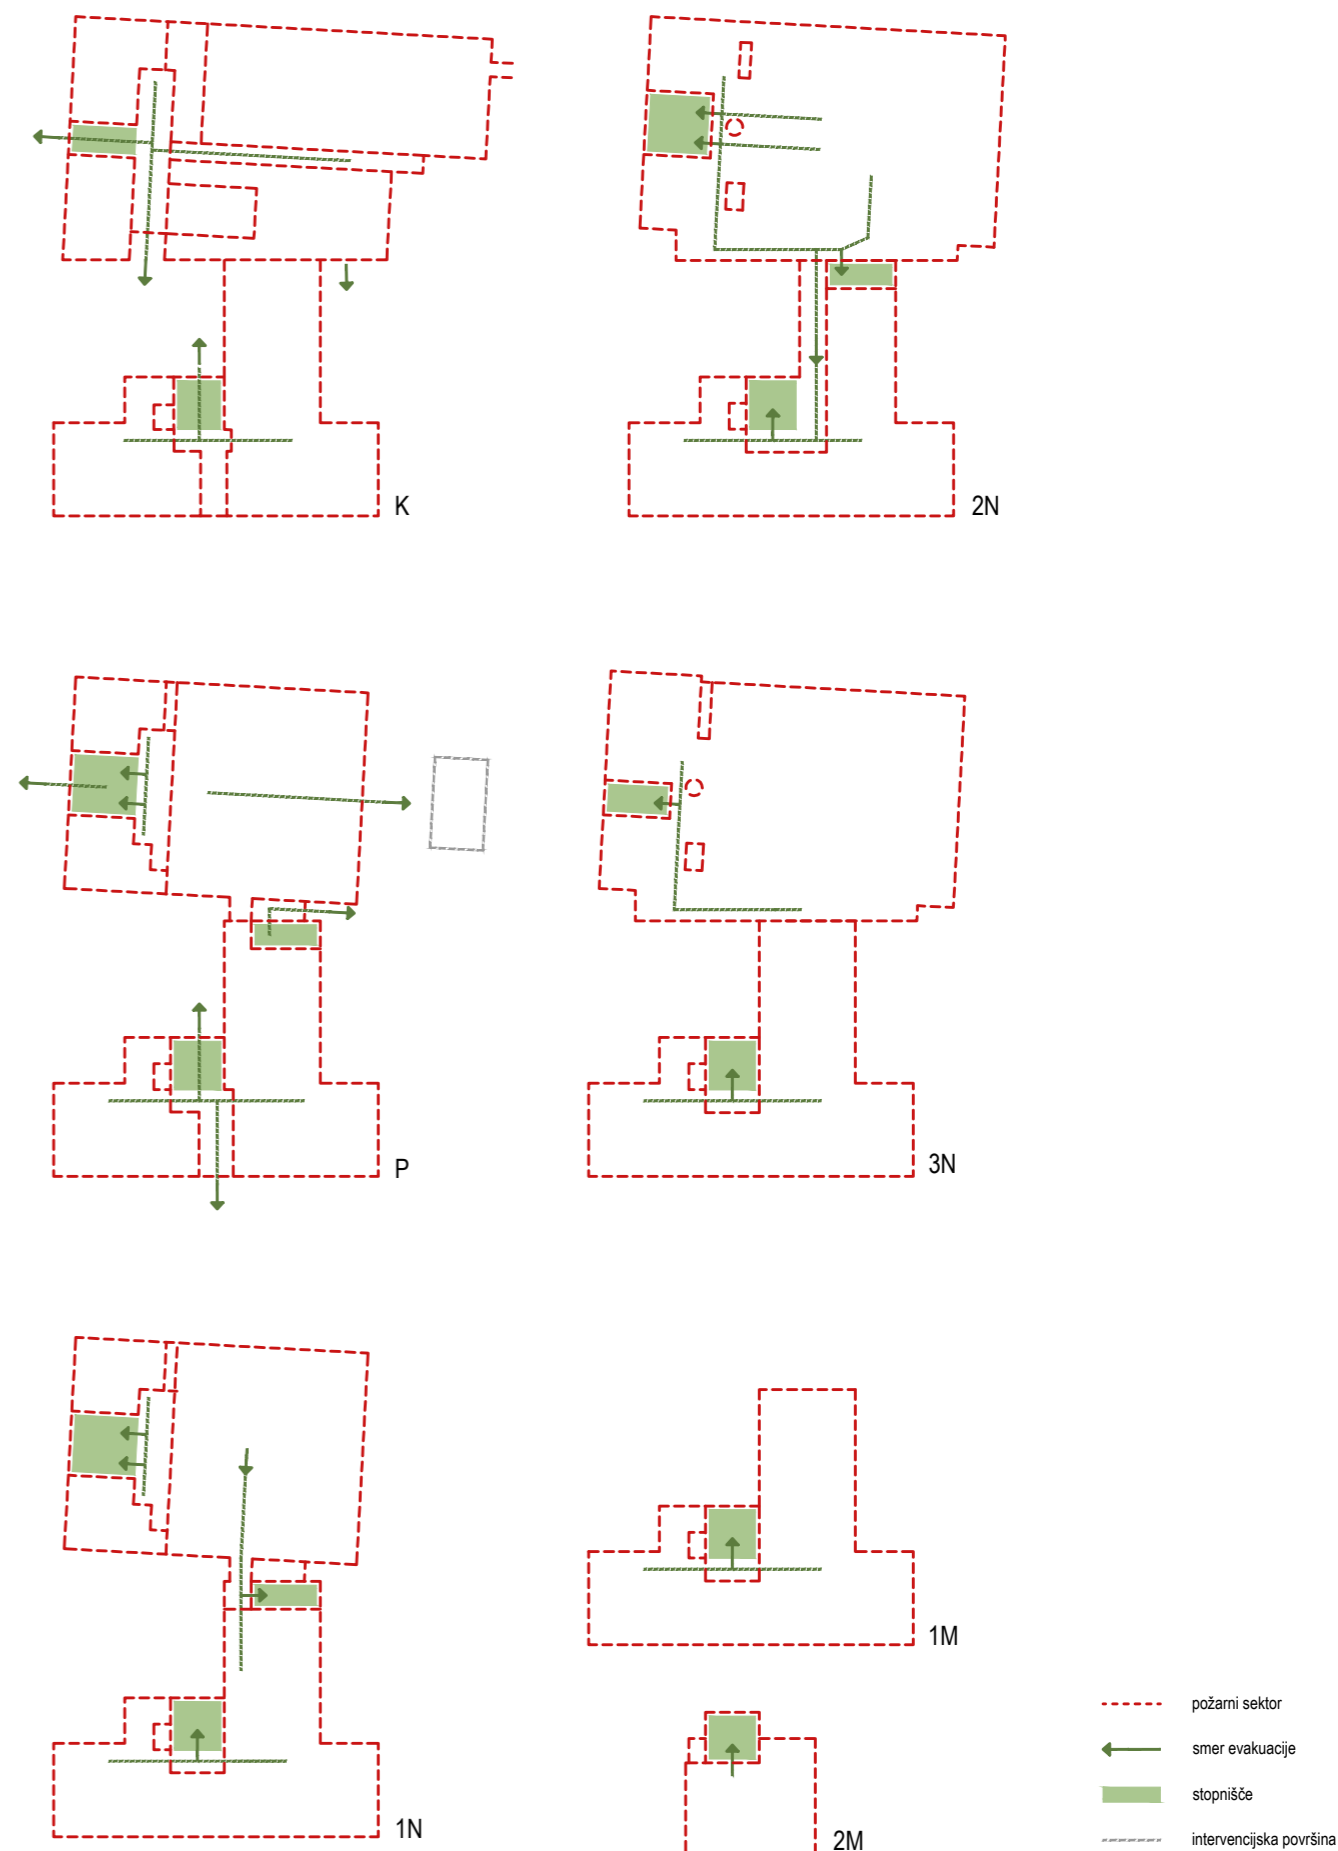 K
2N
P
3N
1N
1M
2M
požarni sektor
smer evakuacije
stopnišče
intervencijska površina